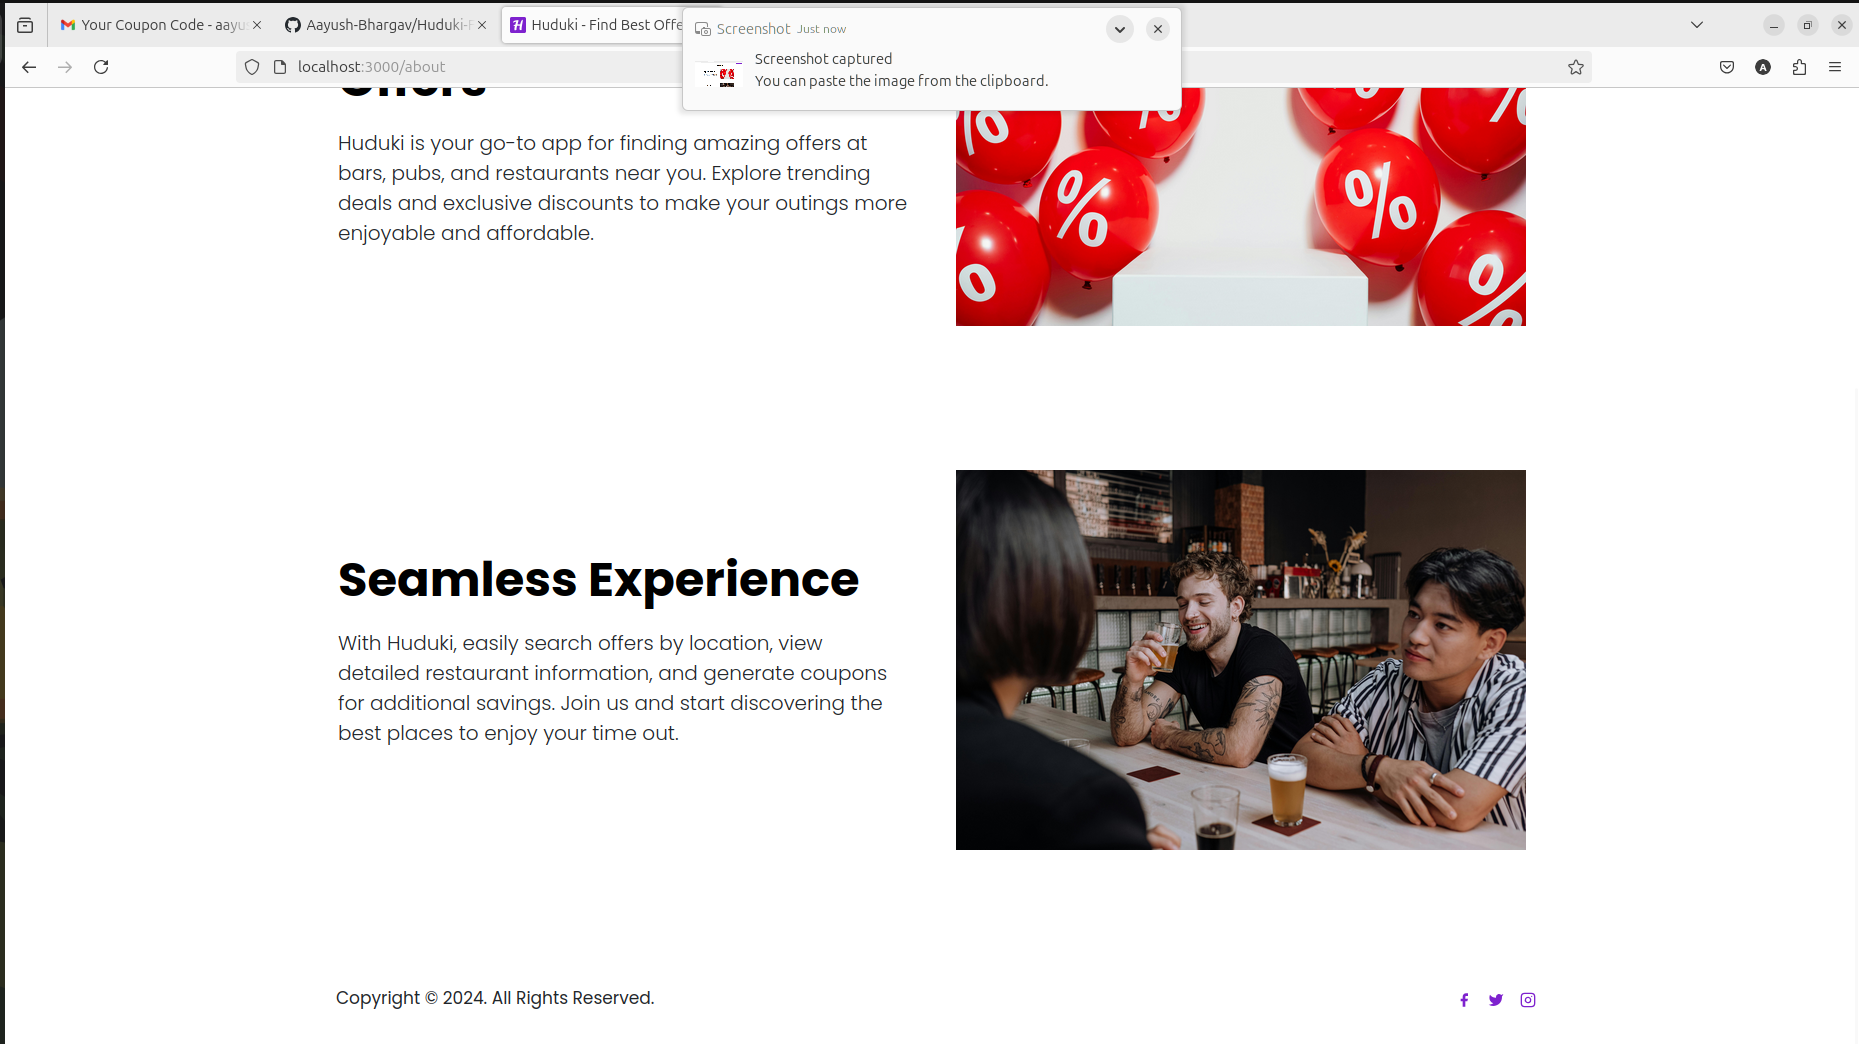 Your Coupon Code - aayu
Aayush-Bhargav/Huduki-F
Huduki - Find Best Offe
Screenshot Just now
Screenshot captured
You can paste the image from the clipboard.
localhost:3000/about
A
Offers
Huduki is your go-to app for finding amazing offers at
bars, pubs, and restaurants near you. Explore trending
deals and exclusive discounts to make your outings more
enjoyable and affordable.
% % % % % % % %
Seamless Experience
With Huduki, easily search offers by location, view
detailed restaurant information, and generate coupons
for additional savings. Join us and start discovering the
best places to enjoy your time out.
Copyright © 2024. All Rights Reserved.